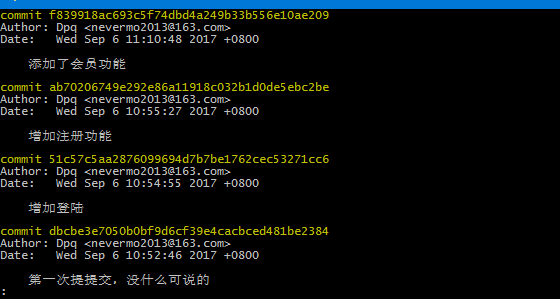 commit f839918ac693c5f74dbd4a249b33b556e10ae209
Author: Dpq <nevermo2013@163.com>
Date:   Wed Sep 6 11:10:48 2017 +0800
添加了会员功能
commit ab70206749e292e86a11918c032b1d0de5ebc2be
Author: Dpq <nevermo2013@163.com>
Date:   Wed Sep 6 10:55:27 2017 +0800
增加注册功能
commit 51c57c5aa2876099694d7b7be1762cec53271cc6
Author: Dpq <nevermo2013@163.com>
Date:   Wed Sep 6 10:54:55 2017 +0800
增加登陆
commit dbcbe3e7050b0bf9d6cf39e4cacbced481be2384
Author: Dpq <nevermo2013@163.com>
Date:   Wed Sep 6 10:52:46 2017 +0800
第一次提提交，没什么可说的
: